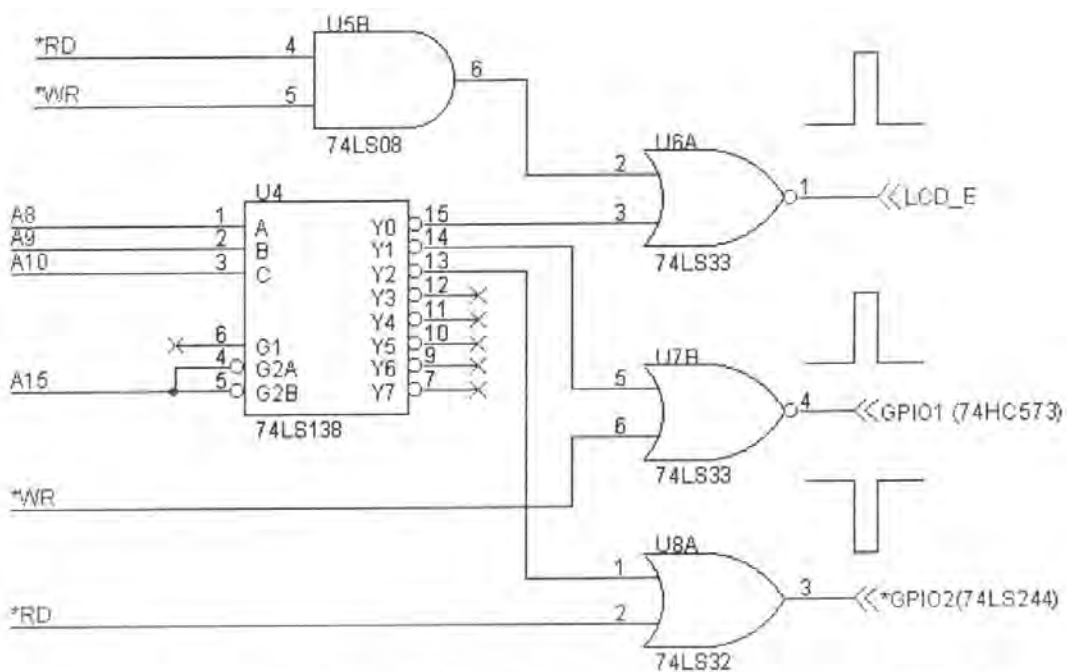 U5B
*RD
4
6
*WR
5
74LS08
U6A
2
1
LCD_E
3
74LS33
U4
A8
1
A
Y0
15
A9
2
B
Y1
14
A10
3
C
Y2
13
Y3
12
Y4
11
6
G1
Y5
10
4
G2A
Y6
9
A15
5
G2B
Y7
7
74LS138
U7B
5
4
GPIO1 (74HC573)
6
74LS33
*WR
U8A
1
3
*GPIO2(74LS244)
*RD
2
74LS32